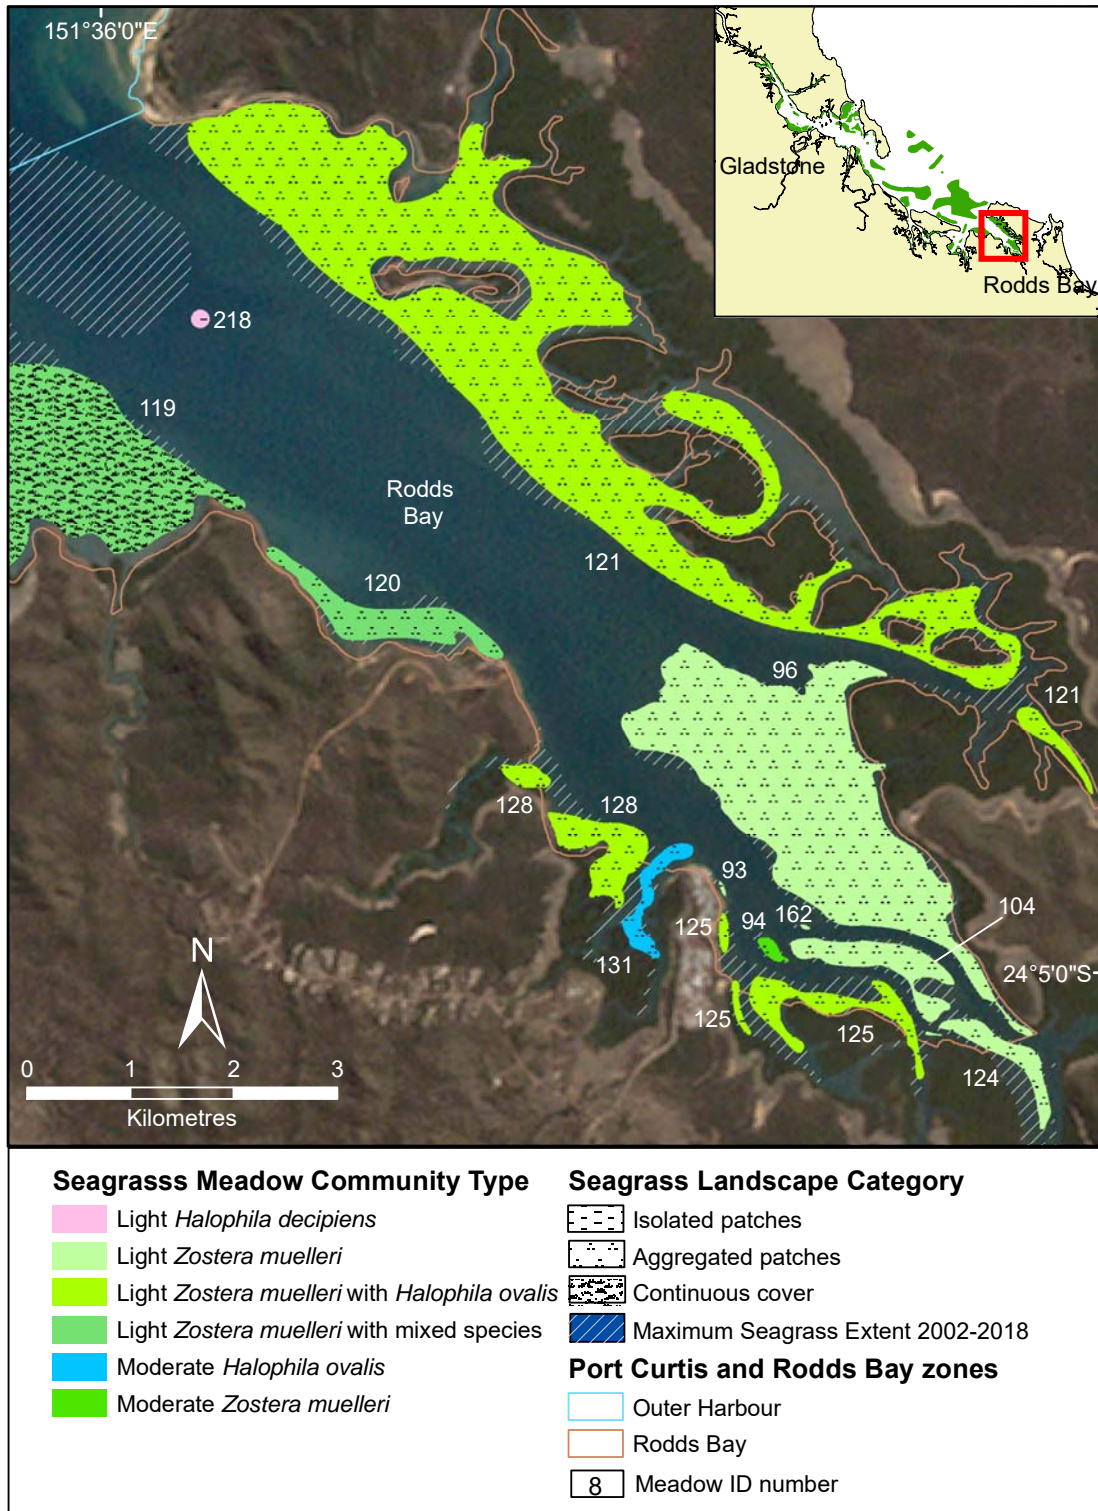 151°36'0"E
Gladstone
Rodds Bay
218
119
Rodds
Bay
121
120
96
121
128
128
93
104
162
94
125
131
24°5'0"S
125
125
124
N
0 1 2 3
Kilometres
Seagrasss Meadow Community Type
Light Halophila decipiens
Light Zostera muelleri
Light Zostera muelleri with Halophila ovalis
Light Zostera muelleri with mixed species
Moderate Halophila ovalis
Moderate Zostera muelleri
Seagrass Landscape Category
Isolated patches
Aggregated patches
Continuous cover
Maximum Seagrass Extent 2002-2018
Port Curtis and Rodds Bay zones
Outer Harbour
Rodds Bay
8 Meadow ID number